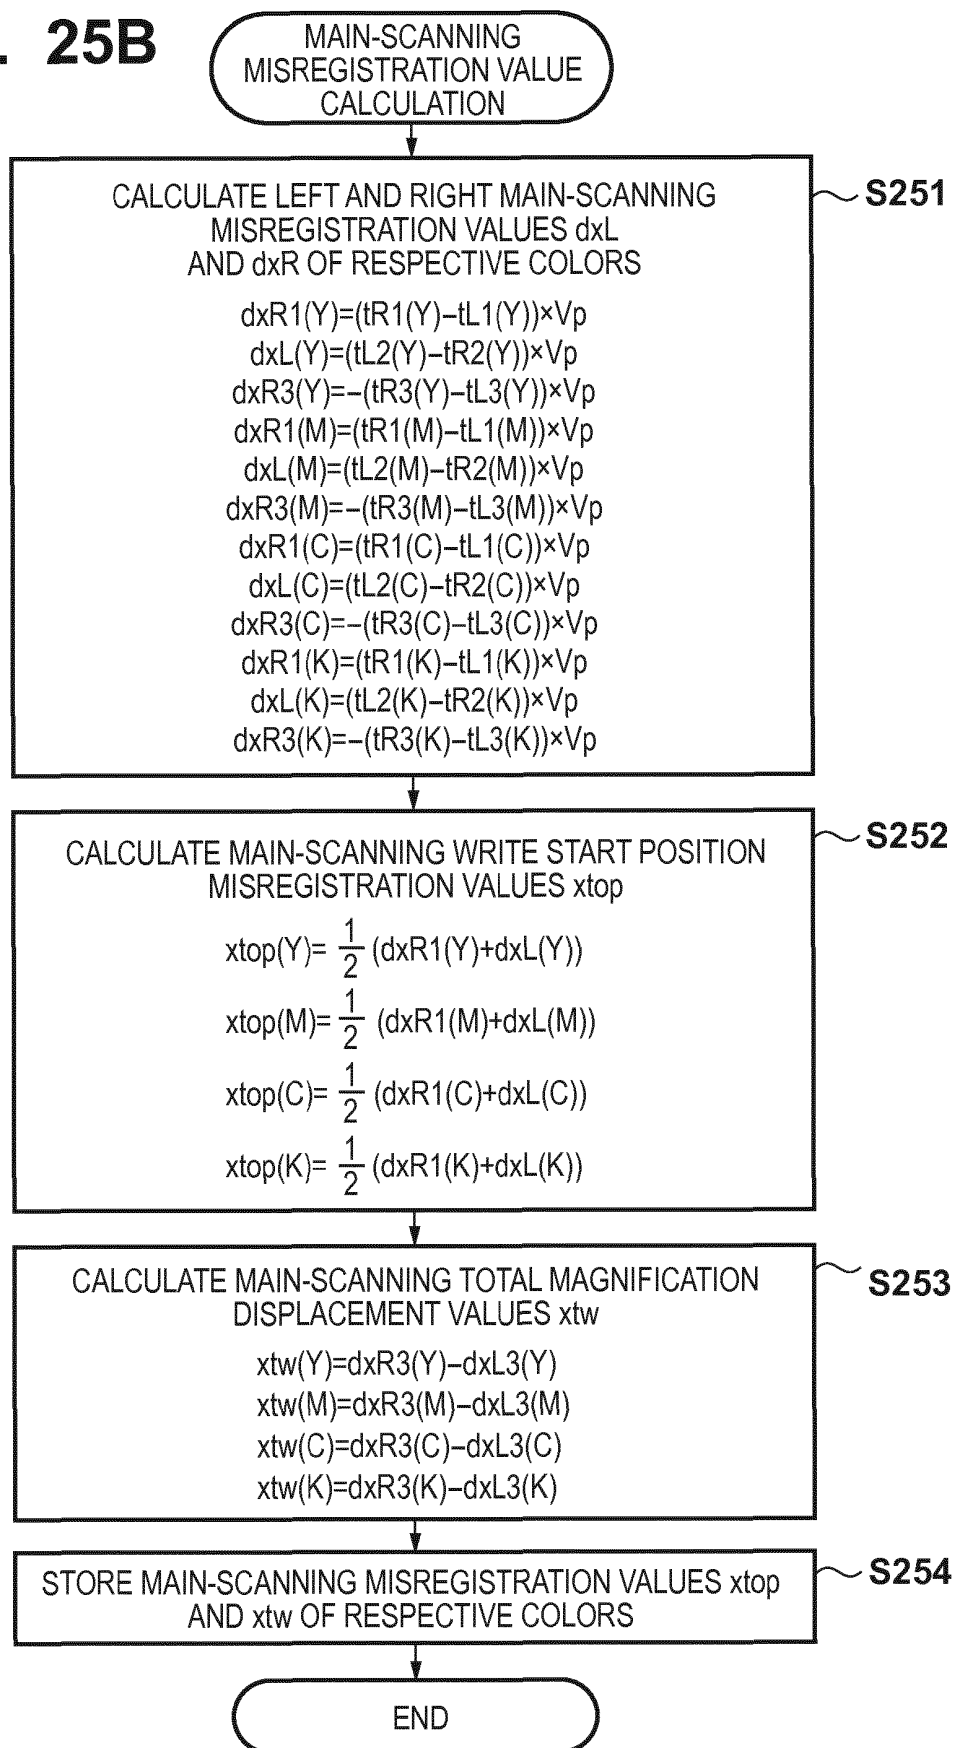 . 25B
MAIN-SCANNING
MISREGISTRATION VALUE
CALCULATION
CALCULATE LEFT AND RIGHT MAIN-SCANNING
MISREGISTRATION VALUES dxL
AND dxR OF RESPECTIVE COLORS
S251
dxR1(Y)=(tR1(Y)–tL1(Y))×Vp
dxL(Y)=(tL2(Y)–tR2(Y))×Vp
dxR3(Y)=–(tR3(Y)–tL3(Y))×Vp
dxR1(M)=(tR1(M)–tL1(M))×Vp
dxL(M)=(tL2(M)–tR2(M))×Vp
dxR3(M)=–(tR3(M)–tL3(M))×Vp
dxR1(C)=(tR1(C)–tL1(C))×Vp
dxL(C)=(tL2(C)–tR2(C))×Vp
dxR3(C)=–(tR3(C)–tL3(C))×Vp
dxR1(K)=(tR1(K)–tL1(K))×Vp
dxL(K)=(tL2(K)–tR2(K))×Vp
dxR3(K)=–(tR3(K)–tL3(K))×Vp
S252
CALCULATE MAIN-SCANNING WRITE START POSITION
MISREGISTRATION VALUES xtop
xtop(Y)= 1/2 (dxR1(Y)+dxL(Y))
xtop(M)= 1/2 (dxR1(M)+dxL(M))
xtop(C)= 1/2 (dxR1(C)+dxL(C))
xtop(K)= 1/2 (dxR1(K)+dxL(K))
S253
CALCULATE MAIN-SCANNING TOTAL MAGNIFICATION
DISPLACEMENT VALUES xtw
xtw(Y)=dxR3(Y)–dxL3(Y)
xtw(M)=dxR3(M)–dxL3(M)
xtw(C)=dxR3(C)–dxL3(C)
xtw(K)=dxR3(K)–dxL3(K)
S254
STORE MAIN-SCANNING MISREGISTRATION VALUES xtop
AND xtw OF RESPECTIVE COLORS
END